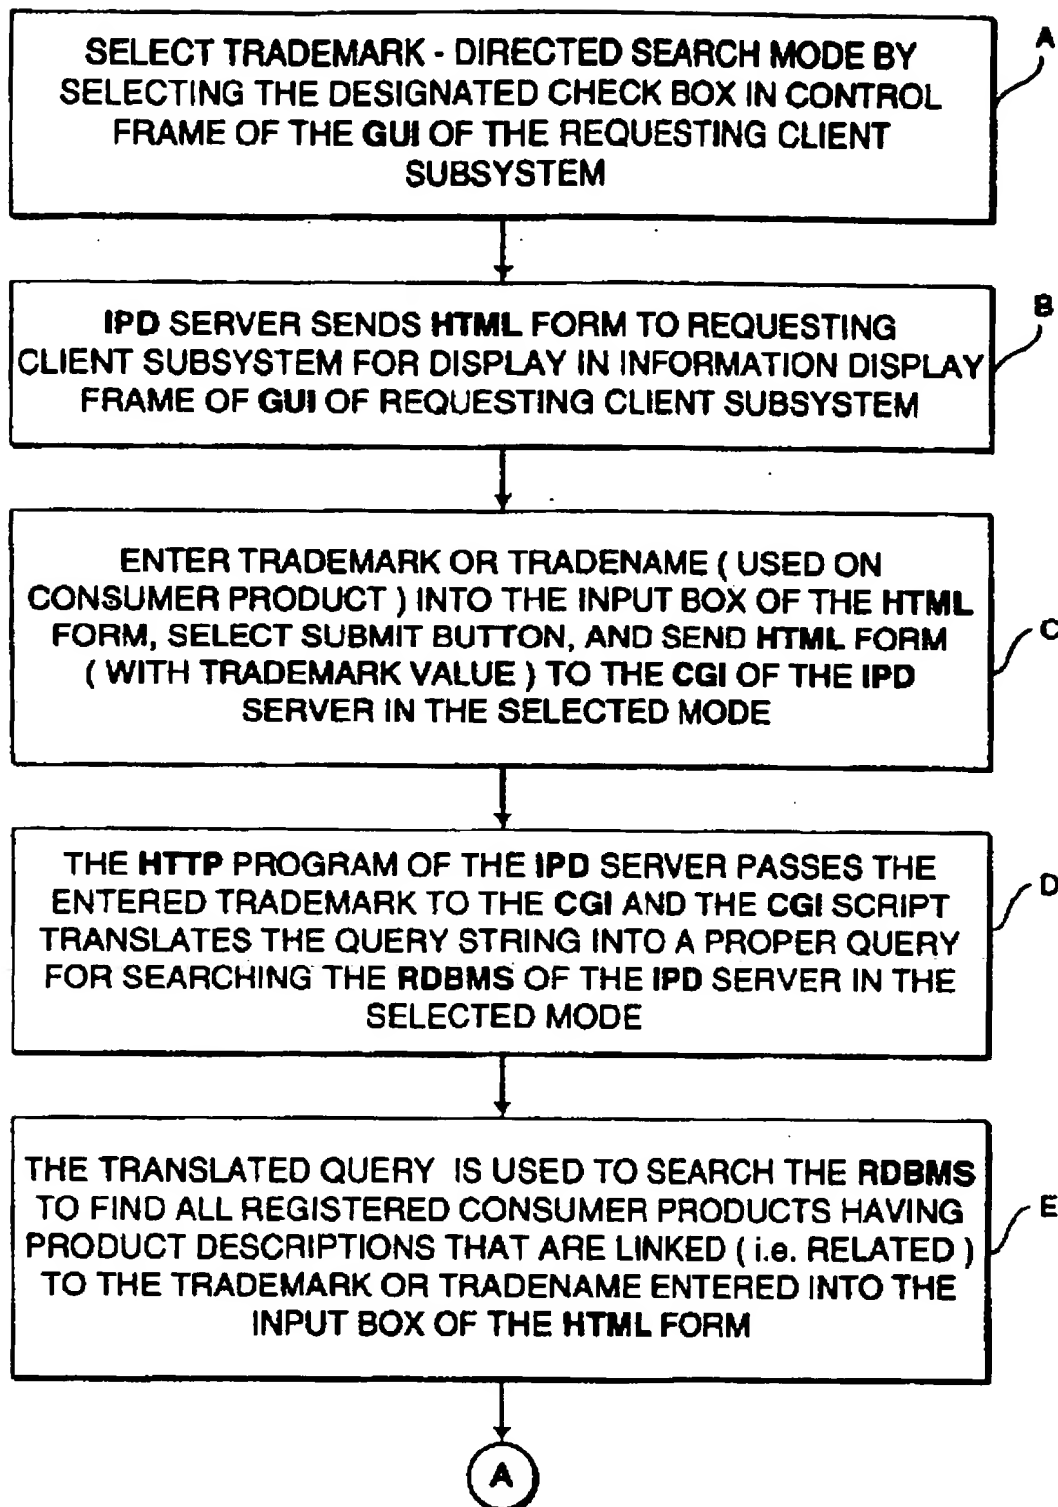 SELECT TRADEMARK - DIRECTED SEARCH MODE BY
SELECTING THE DESIGNATED CHECK BOX IN CONTROL
FRAME OF THE GUI OF THE REQUESTING CLIENT
SUBSYSTEM
A
IPD SERVER SENDS HTML FORM TO REQUESTING
CLIENT SUBSYSTEM FOR DISPLAY IN INFORMATION DISPLAY
FRAME OF GUI OF REQUESTING CLIENT SUBSYSTEM
B
ENTER TRADEMARK OR TRADENAME ( USED ON
CONSUMER PRODUCT ) INTO THE INPUT BOX OF THE HTML
FORM, SELECT SUBMIT BUTTON, AND SEND HTML FORM
( WITH TRADEMARK VALUE ) TO THE CGI OF THE IPD
SERVER IN THE SELECTED MODE
C
THE HTTP PROGRAM OF THE IPD SERVER PASSES THE
ENTERED TRADEMARK TO THE CGI AND THE CGI SCRIPT
TRANSLATES THE QUERY STRING INTO A PROPER QUERY
FOR SEARCHING THE RDBMS OF THE IPD SERVER IN THE
SELECTED MODE
D
THE TRANSLATED QUERY IS USED TO SEARCH THE RDBMS
TO FIND ALL REGISTERED CONSUMER PRODUCTS HAVING
PRODUCT DESCRIPTIONS THAT ARE LINKED ( i.e. RELATED )
TO THE TRADEMARK OR TRADENAME ENTERED INTO THE
INPUT BOX OF THE HTML FORM
E
A